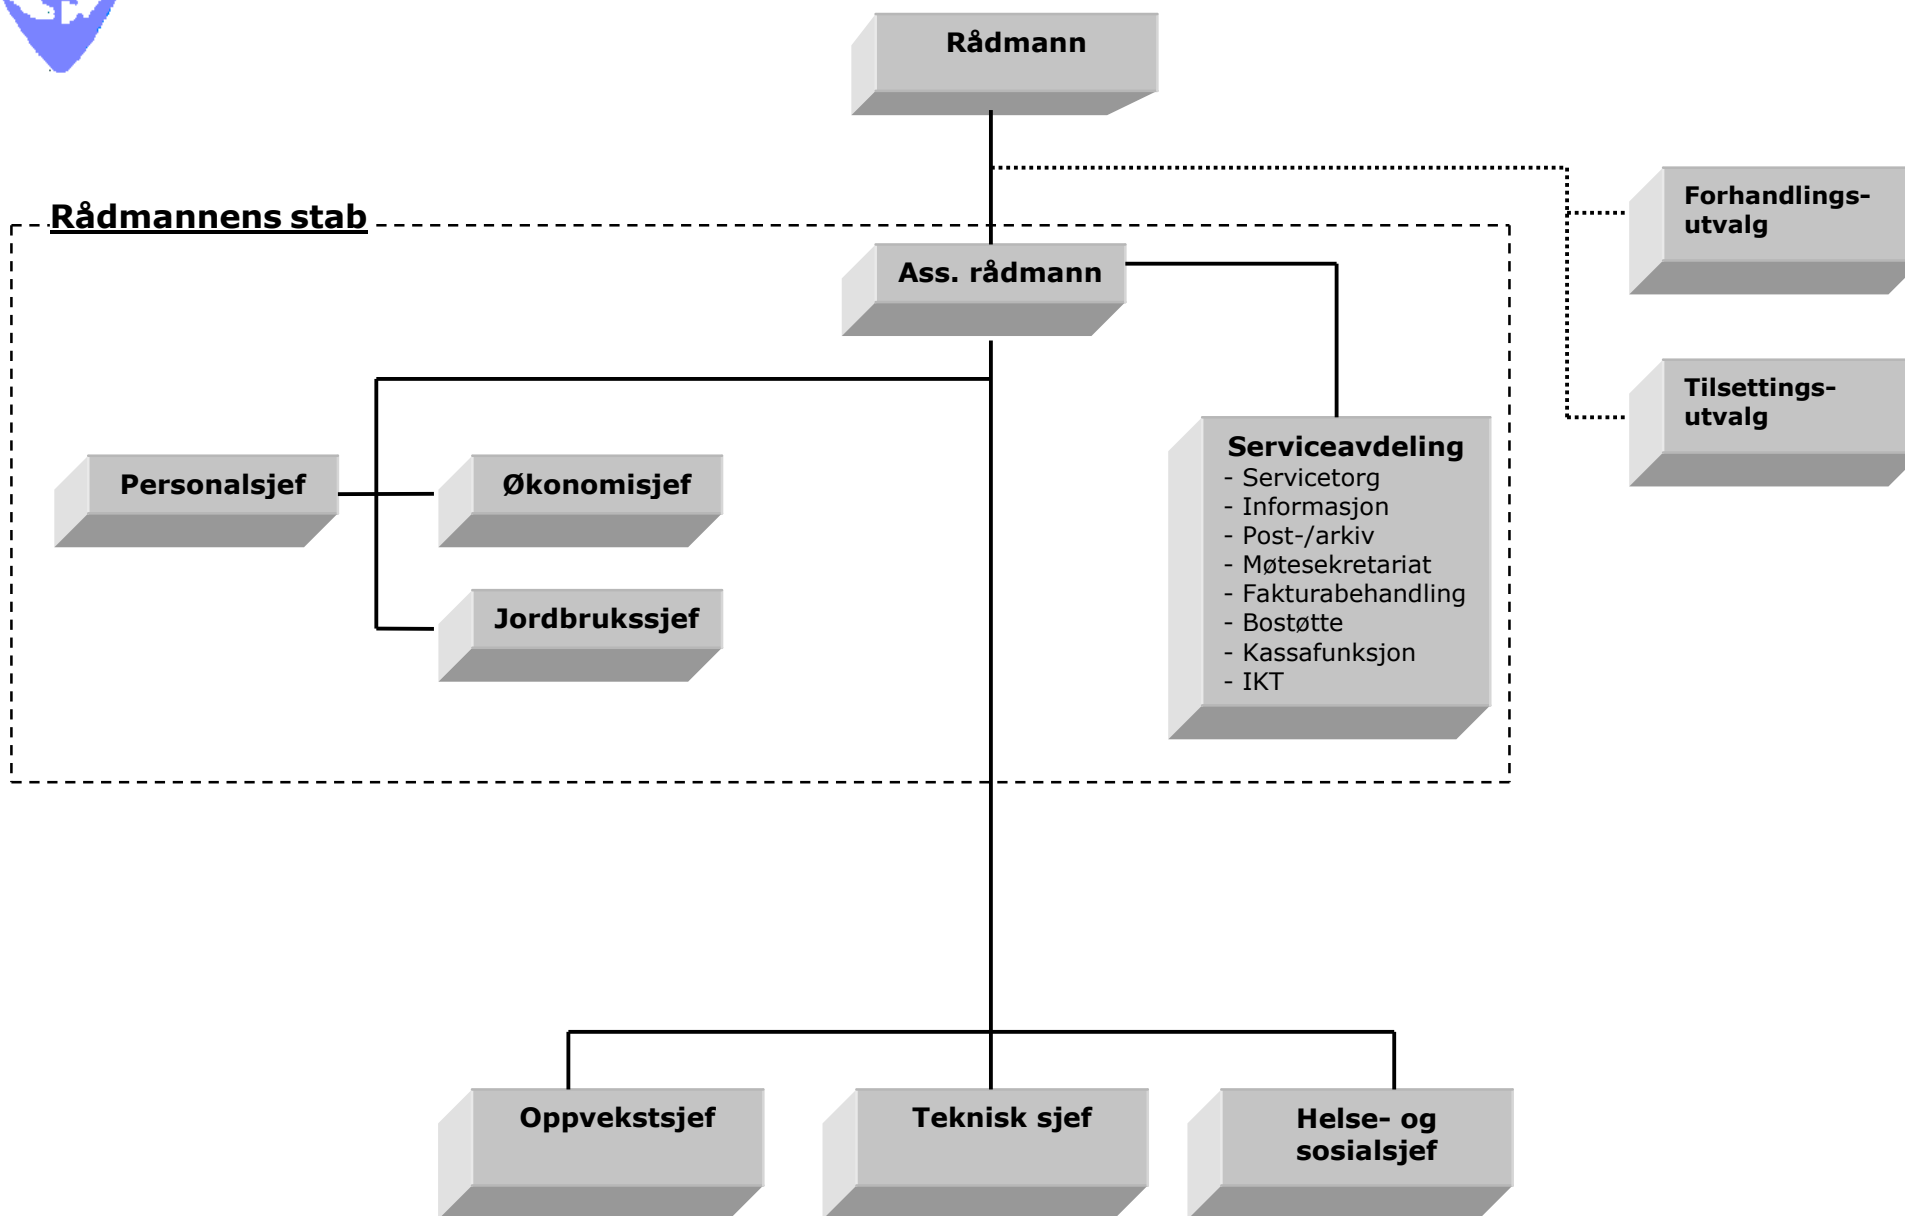 Rådmann
Forhandlings-
utvalg
Rådmannens stab
Ass. rådmann
Tilsettings-
utvalg
Serviceavdeling
- Servicetorg
- Informasjon
- Post-/arkiv
- Møtesekretariat
- Fakturabehandling
- Bostøtte
- Kassafunksjon
- IKT
Personalsjef
Økonomisjef
Jordbrukssjef
Oppvekstsjef
Teknisk sjef
Helse- og
sosialsjef